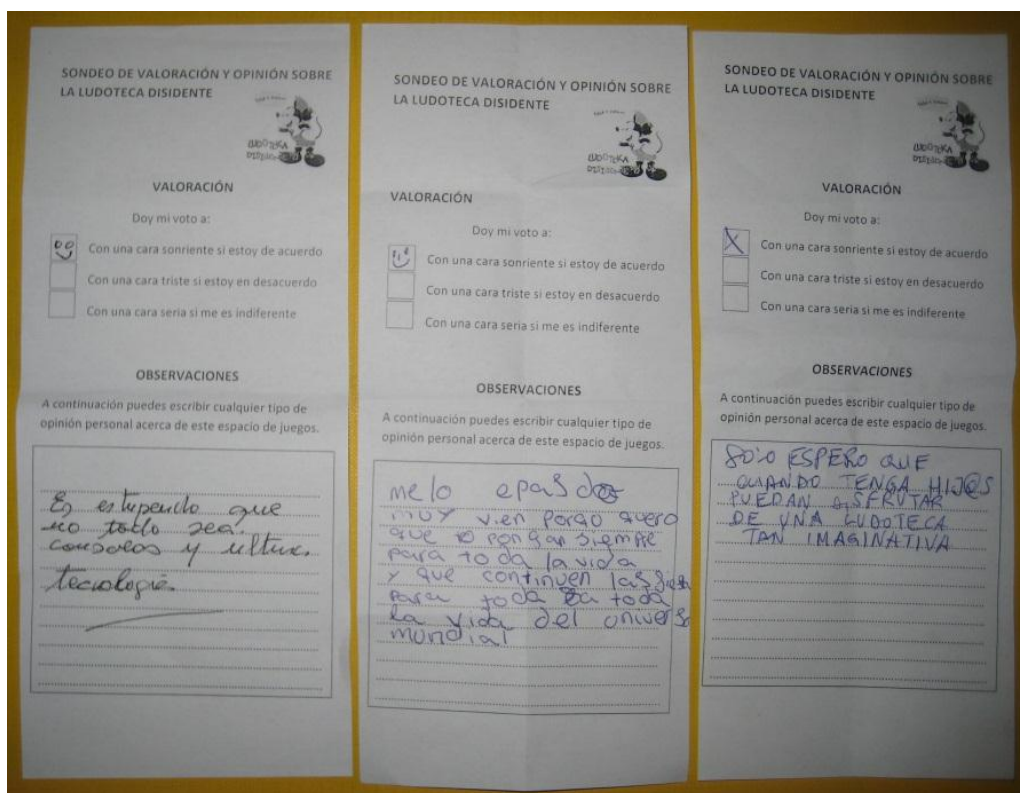 SONDEO DE VALORACIÓN Y OPINIÓN SOBRE
LA LUDOTECA DISIDENTE
LUDOTEKA
VALORACIÓN
Doy mi voto a:
Con una cara sonriente si estoy de acuerdo
Con una cara triste si estoy en desacuerdo
Con una cara seria si me es indiferente
OBSERVACIONES
A continuación puedes escribir cualquier tipo de
opinión personal acerca de este espacio de juegos.
Es estupendo que
no todo sea
consolas y
tecnología.
SONDEO DE VALORACIÓN Y OPINIÓN SOBRE
LA LUDOTECA DISIDENTE
LUDOTEKA
VALORACIÓN
Doy mi voto a:
Con una cara sonriente si estoy de acuerdo
Con una cara triste si estoy en desacuerdo
Con una cara seria si me es indiferente
OBSERVACIONES
A continuación puedes escribir cualquier tipo de
opinión personal acerca de este espacio de juegos.
me lo epasdo
muy vien porqo quero
que lo pongan siempre
para toda la vida
y que continuen las
para toda la toda
la vida del universo
mundial
SONDEO DE VALORACIÓN Y OPINIÓN SOBRE
LA LUDOTECA DISIDENTE
LUDOTEKA
VALORACIÓN
Doy mi voto a:
Con una cara sonriente si estoy de acuerdo
Con una cara triste si estoy en desacuerdo
Con una cara seria si me es indiferente
OBSERVACIONES
A continuación puedes escribir cualquier tipo de
opinión personal acerca de este espacio de juegos.
SOLO ESPERO QUE
CUANDO TENGA HIJ@S
PUEDAN DISFRUTAR
DE UNA LUDOTECA
TAN IMAGINATIVA